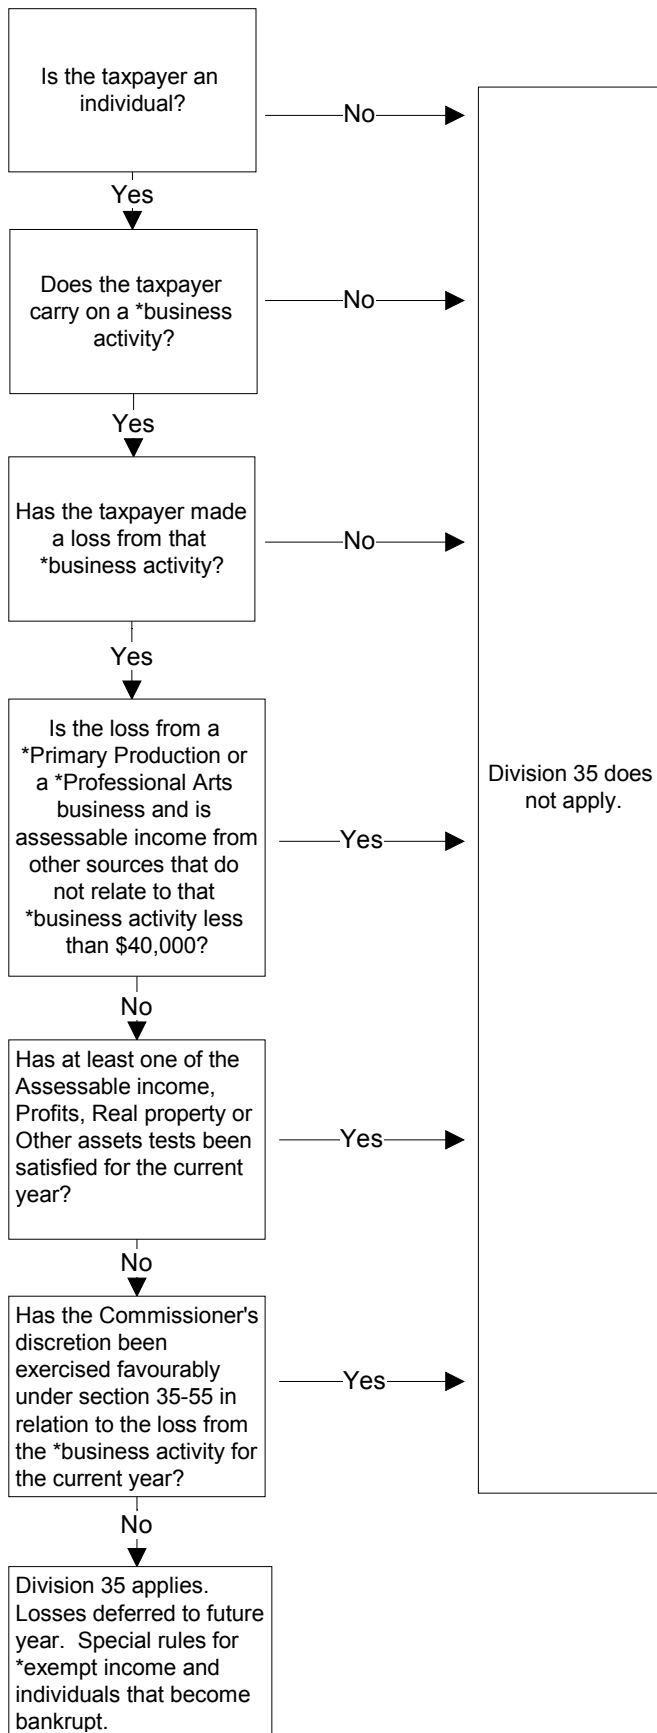 Is the taxpayer an
individual?
No
Yes
Does the taxpayer
carry on a *business
activity?
No
Yes
Has the taxpayer made
a loss from that
*business activity?
No
Yes
Is the loss from a
*Primary Production or
a *Professional Arts
business and is
assessable income from
other sources that do
not relate to that
*business activity less
than $40,000?
Yes
Division 35 does
not apply.
No
Has at least one of the
Assessable income,
Profits, Real property or
Other assets tests been
satisfied for the current
year?
Yes
No
Has the Commissioner's
discretion been
exercised favourably
under section 35-55 in
relation to the loss from
the *business activity for
the current year?
Yes
No
Division 35 applies.
Losses deferred to future
year.  Special rules for
*exempt income and
individuals that become
bankrupt.